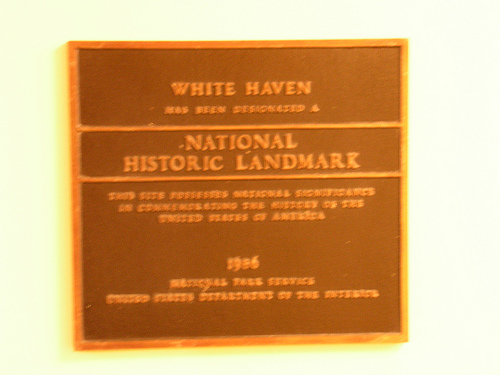 WHITE HAVEN
HAS BEEN DESIGNATED A
NATIONAL
HISTORIC LANDMARK
THIS SITE POSSESSES NATIONAL SIGNIFICANCE
IN COMMEMORATING THE HISTORY OF THE
UNITED STATES OF AMERICA
1986
NATIONAL PARK SERVICE
UNITED STATES DEPARTMENT OF THE INTERIOR